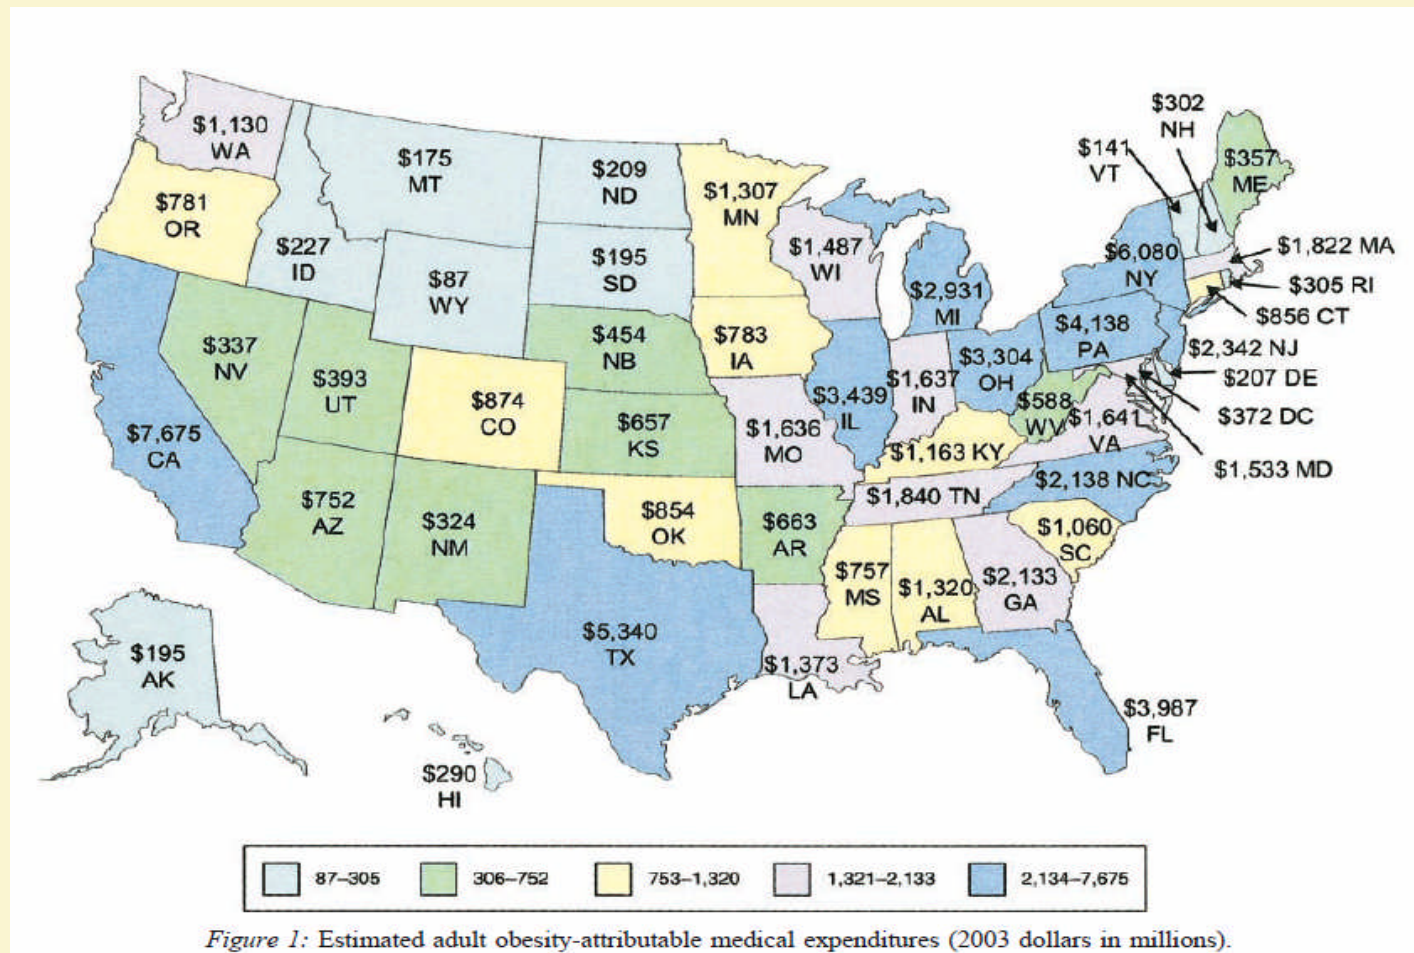 $302
NH
$141
VT
$357
ME
$1,130
WA
$175
MT
$209
ND
$1,307
MN
$781
OR
$227
ID
$87
WY
$195
SD
$1,487
WI
$2,931
MI
$6,080
NY
$1,822 MA
$305 RI
$856 CT
$337
NV
$393
UT
$874
CO
$454
NB
$783
IA
$3,439
IL
$1,637
IN
$3,304
OH
$4,138
PA
$2,342 NJ
$207 DE
$372 DC
$1,533 MD
$7,675
CA
$657
KS
$1,636
MO
$1,163 KY
$588
WV
$1,641
VA
$752
AZ
$324
NM
$854
OK
$663
AR
$1,840 TN
$2,138 NC
$1,060
SC
$757
MS
$1,320
AL
$2,133
GA
$195
AK
$290
HI
$5,340
TX
$1,373
LA
$3,987
FL
87–305 306–752 753–1,320 1,321–2,133 2,134–7,675
Figure 1: Estimated adult obesity-attributable medical expenditures (2003 dollars in millions).